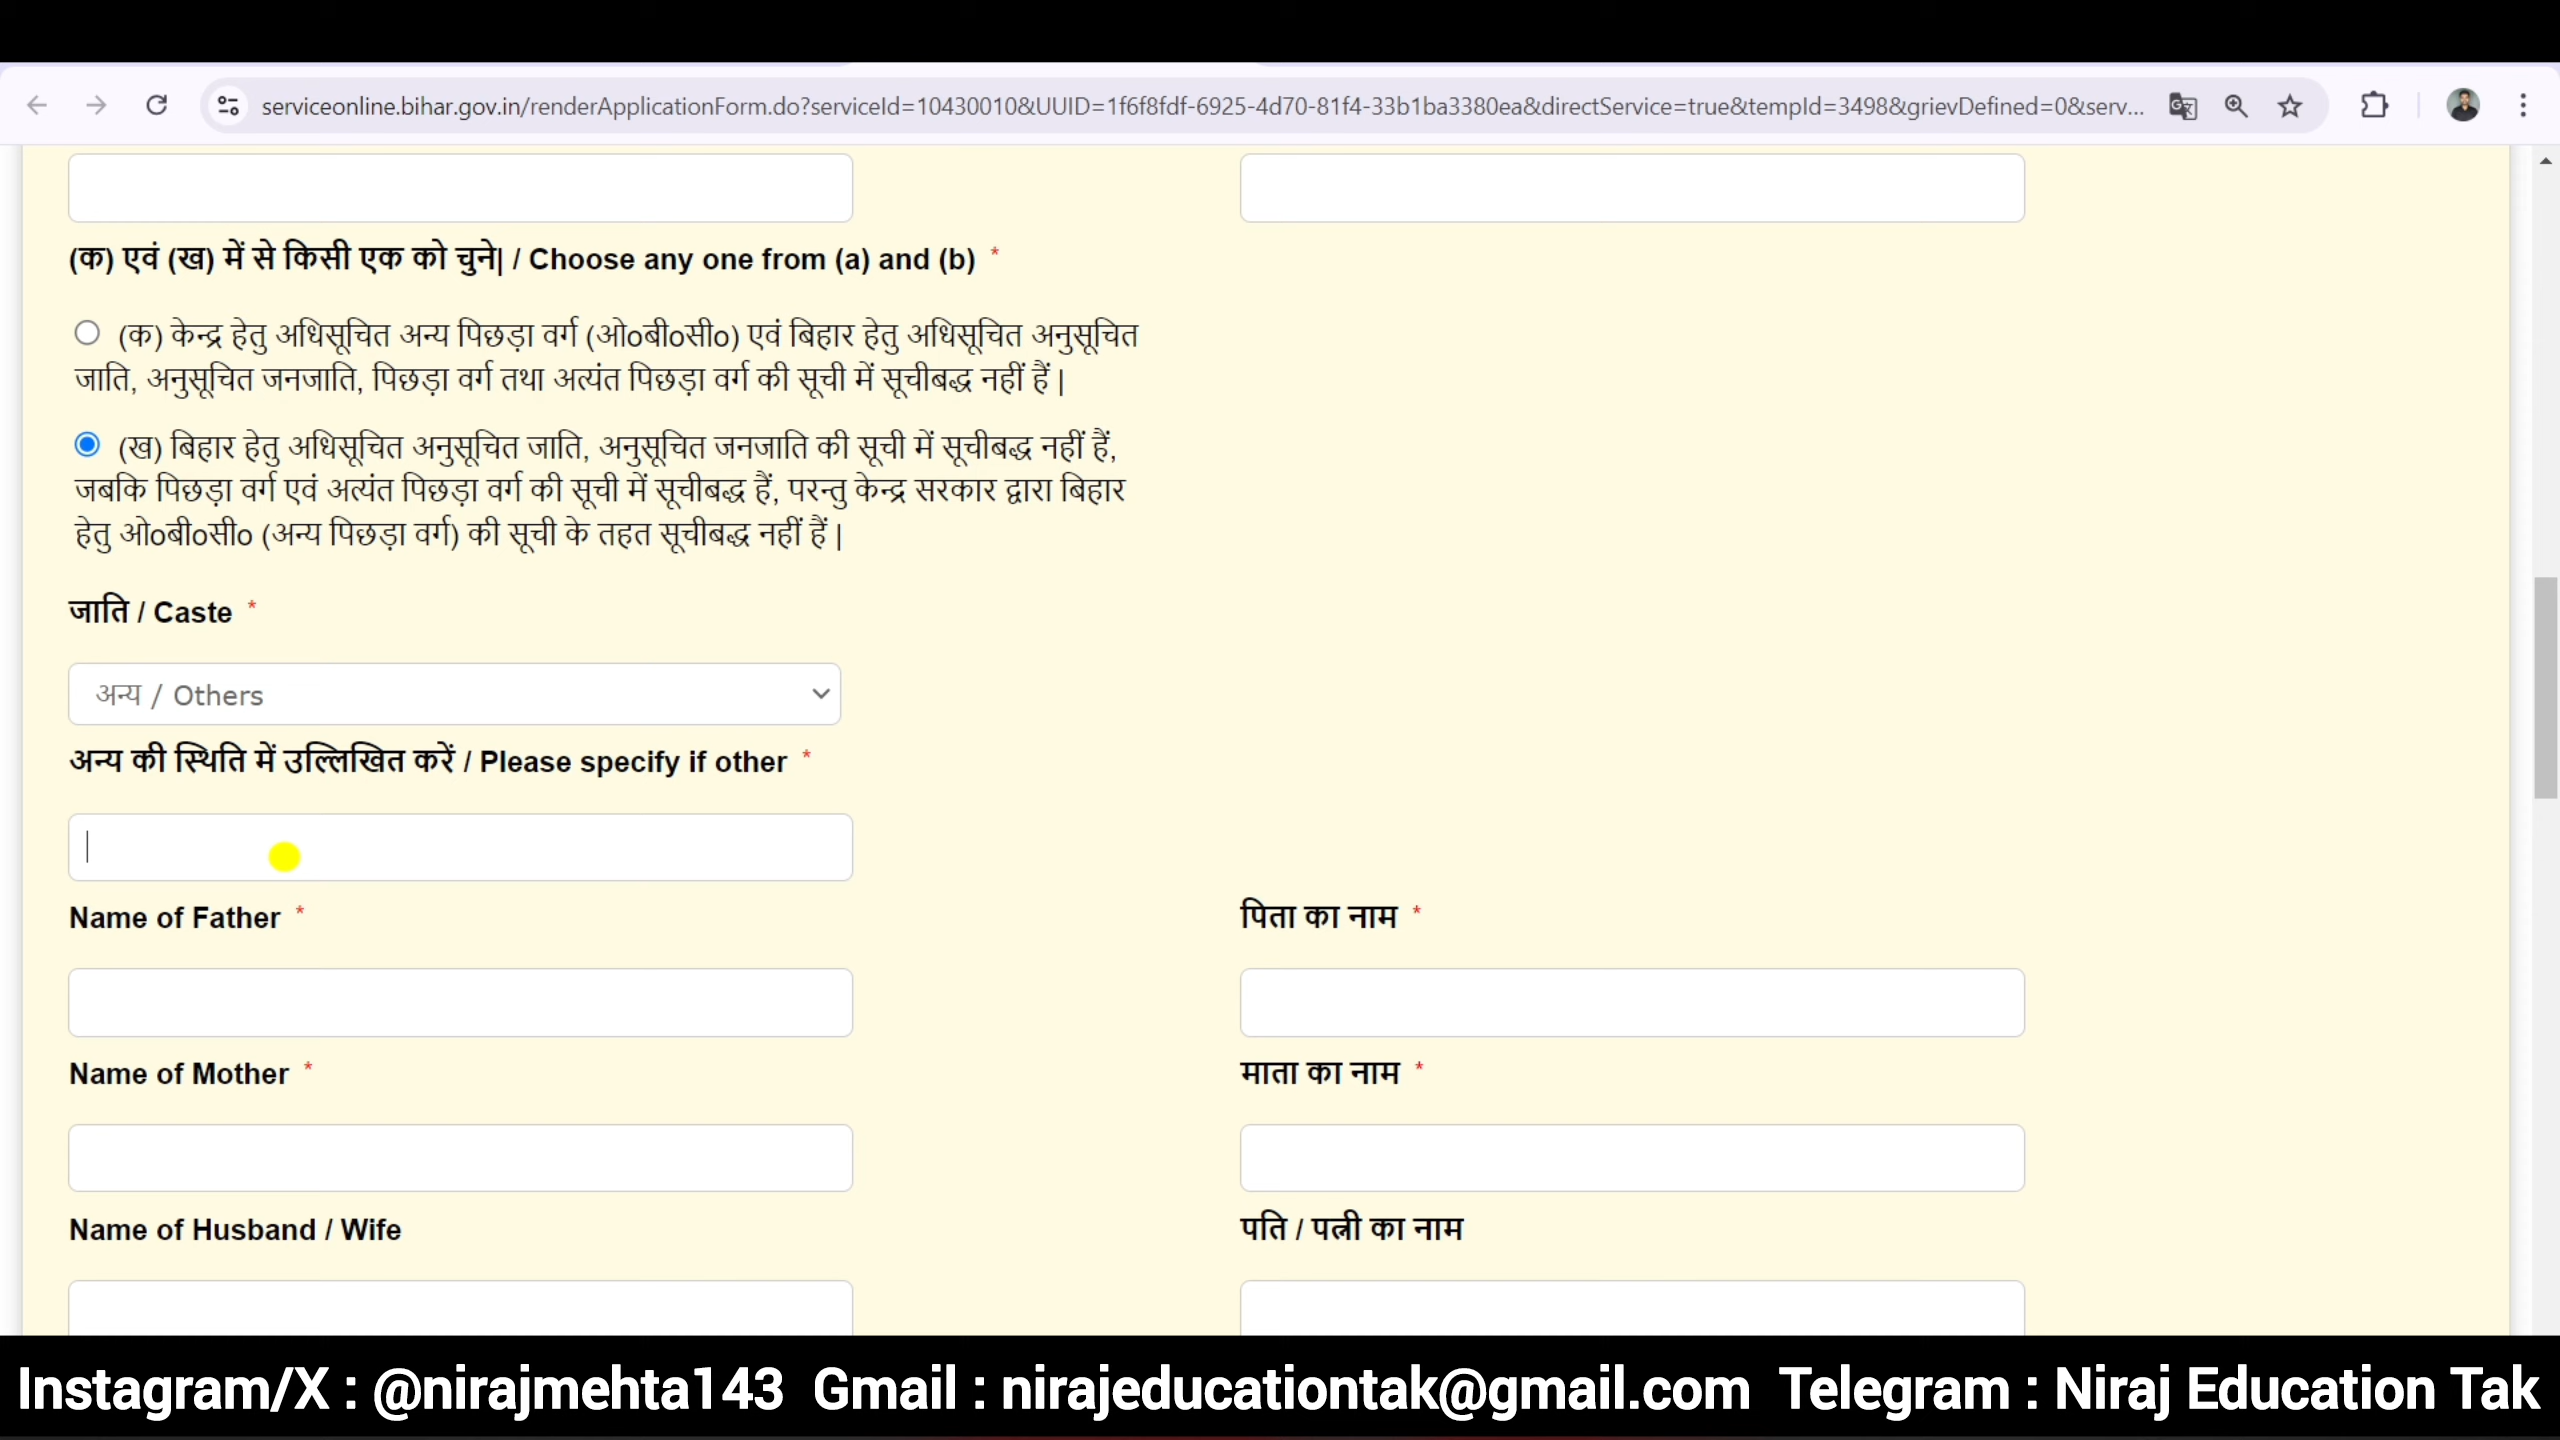 serviceonline.bihar.gov.in/renderApplicationForm.do?serviceId=10430010&UUID=1f6f8fdf-6925-4d70-81f4-33b1ba3380ea&directService=true&tempId=3498&grievDefined=0&serv...
(क) एवं (ख) में से किसी एक को चुने| / Choose any one from (a) and (b) *
(क) केन्द्र हेतु अधिसूचित अन्य पिछड़ा वर्ग (ओ०बी०सी०) एवं बिहार हेतु अधिसूचित अनुसूचित
जाति, अनुसूचित जनजाति, पिछड़ा वर्ग तथा अत्यंत पिछड़ा वर्ग की सूची में सूचीबद्ध नहीं हैं |
(ख) बिहार हेतु अधिसूचित अनुसूचित जाति, अनुसूचित जनजाति की सूची में सूचीबद्ध नहीं हैं,
जबकि पिछड़ा वर्ग एवं अत्यंत पिछड़ा वर्ग की सूची में सूचीबद्ध हैं, परन्तु केन्द्र सरकार द्वारा बिहार
हेतु ओ०बी०सी० (अन्य पिछड़ा वर्ग) की सूची के तहत सूचीबद्ध नहीं हैं |
जाति / Caste *
अन्य / Others
अन्य की स्थिति में उल्लिखित करें / Please specify if other *
Name of Father *
पिता का नाम *
Name of Mother *
माता का नाम *
Name of Husband / Wife
पति / पत्नी का नाम
Instagram/X : @nirajmehta143 Gmail : nirajeducationtak@gmail.com Telegram : Niraj Education Tak